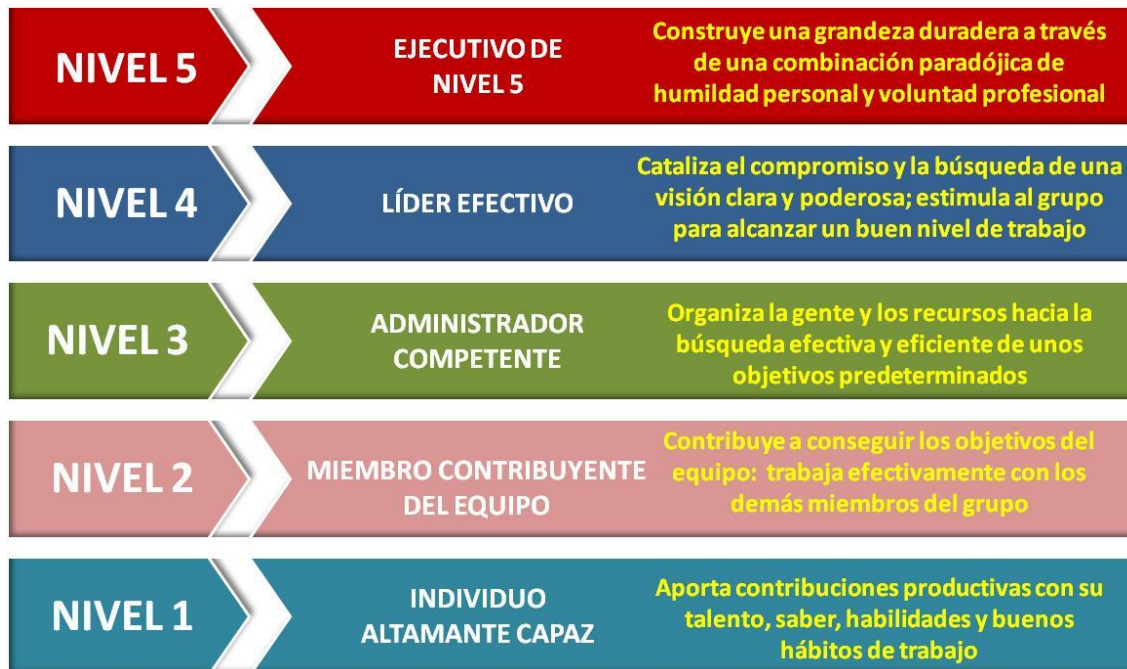 NIVEL 5
EJECUTIVO DE
NIVEL 5
Construye una grandeza duradera a través
de una combinación paradójica de
humildad personal y voluntad profesional
NIVEL 4
LÍDER EFECTIVO
Cataliza el compromiso y la búsqueda de una
visión clara y poderosa; estimula al grupo
para alcanzar un buen nivel de trabajo
NIVEL 3
ADMINISTRADOR
COMPETENTE
Organiza la gente y los recursos hacia la
búsqueda efectiva y eficiente de unos
objetivos predeterminados
NIVEL 2
MIEMBRO CONTRIBUYENTE
DEL EQUIPO
Contribuye a conseguir los objetivos del
equipo: trabaja efectivamente con los
demás miembros del grupo
NIVEL 1
INDIVIDUO
ALTAMANTE CAPAZ
Aporta contribuciones productivas con su
talento, saber, habilidades y buenos
hábitos de trabajo